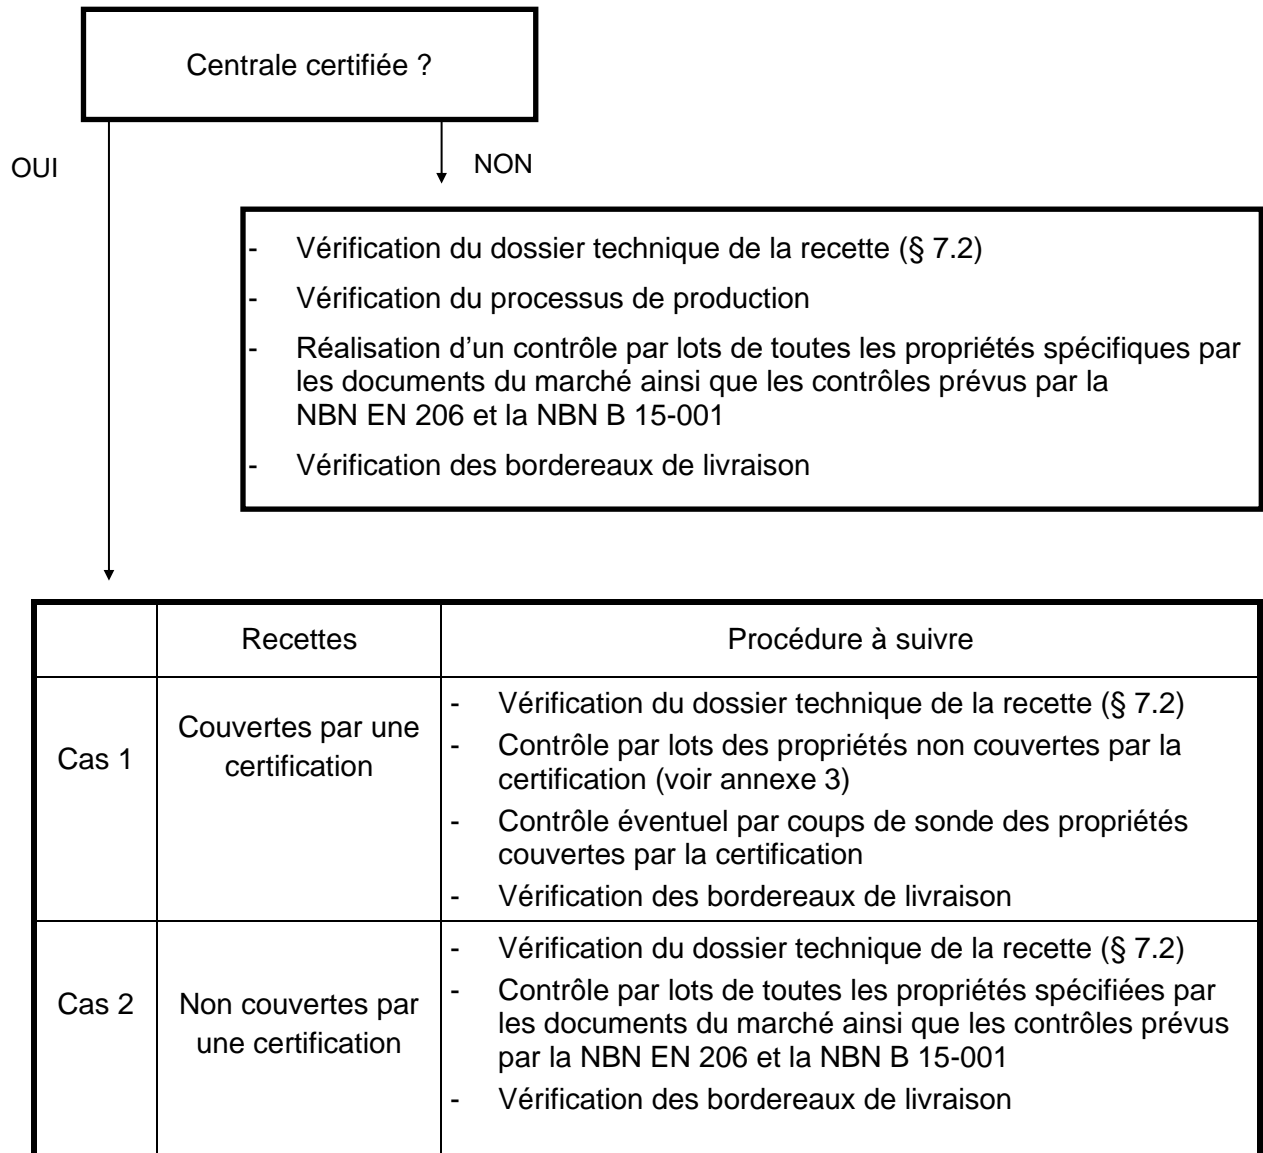 Centrale certifiée ?
OUI
NON
- Vérification du dossier technique de la recette (§ 7.2)
- Vérification du processus de production
- Réalisation d’un contrôle par lots de toutes les propriétés spécifiques par
les documents du marché ainsi que les contrôles prévus par la
NBN EN 206 et la NBN B 15-001
- Vérification des bordereaux de livraison
Recettes
Procédure à suivre
Cas 1
Couvertes par une
certification
- Vérification du dossier technique de la recette (§ 7.2)
- Contrôle par lots des propriétés non couvertes par la
certification (voir annexe 3)
- Contrôle éventuel par coups de sonde des propriétés
couvertes par la certification
- Vérification des bordereaux de livraison
Cas 2
Non couvertes par
une certification
- Vérification du dossier technique de la recette (§ 7.2)
- Contrôle par lots de toutes les propriétés spécifiées par
les documents du marché ainsi que les contrôles prévus
par la NBN EN 206 et la NBN B 15-001
- Vérification des bordereaux de livraison